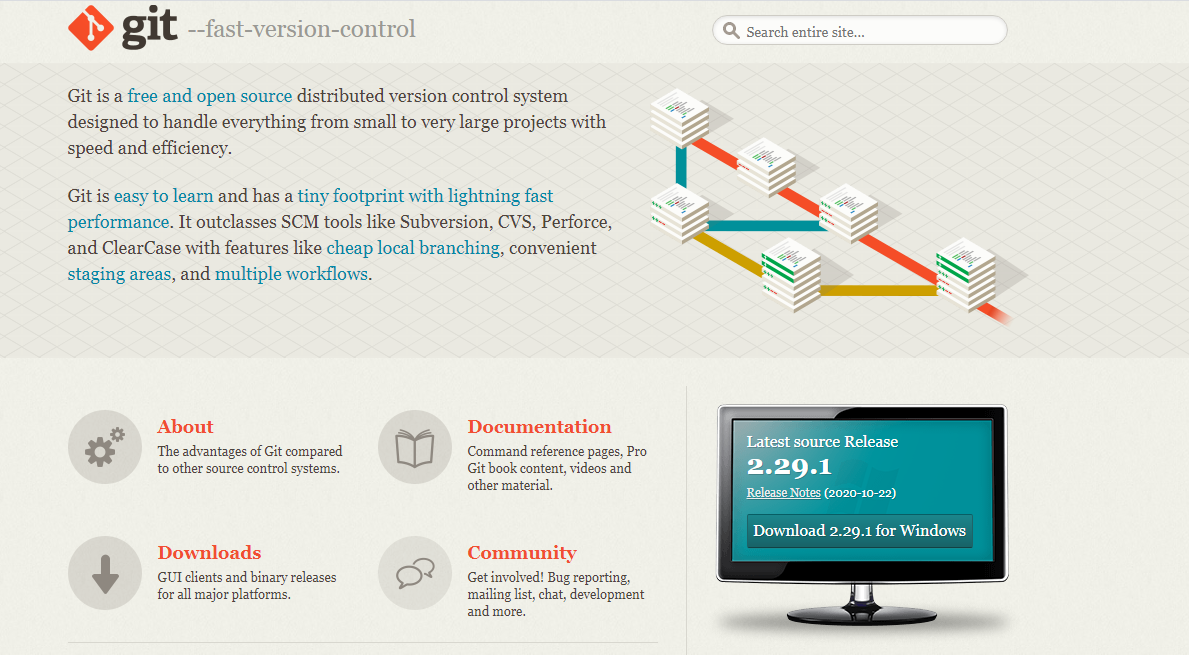 git --fast-version-control
Search entire site...
Git is a free and open source distributed version control system
designed to handle everything from small to very large projects with
speed and efficiency.
Git is easy to learn and has a tiny footprint with lightning fast
performance. It outclasses SCM tools like Subversion, CVS, Perforce,
and ClearCase with features like cheap local branching, convenient
staging areas, and multiple workflows.
About
The advantages of Git compared
to other source control systems.
Documentation
Command reference pages, Pro
Git book content, videos and
other material.
Downloads
GUI clients and binary releases
for all major platforms.
Community
Get involved! Bug reporting,
mailing list, chat, development
and more.
Latest source Release
2.29.1
Release Notes (2020-10-22)
Download 2.29.1 for Windows